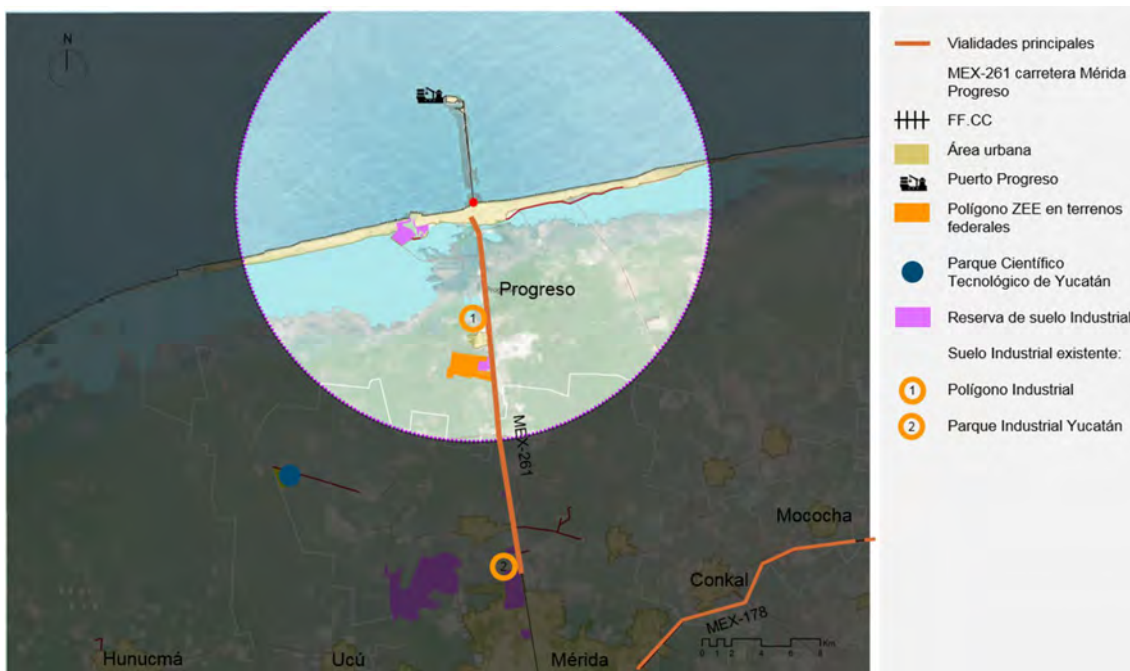 N
Progreso
1
MEX-261
2
Mococha
Conkal
MEX-178
0 1 2 4 6 8 Km
Hunucmá
Ucú
Mérida
Vialidades principales
MEX-261 carretera Mérida
Progreso
FF.CC
Área urbana
Puerto Progreso
Polígono ZEE en terrenos
federales
Parque Científico
Tecnológico de Yucatán
Reserva de suelo Industrial
Suelo Industrial existente:
1
Polígono Industrial
2
Parque Industrial Yucatán